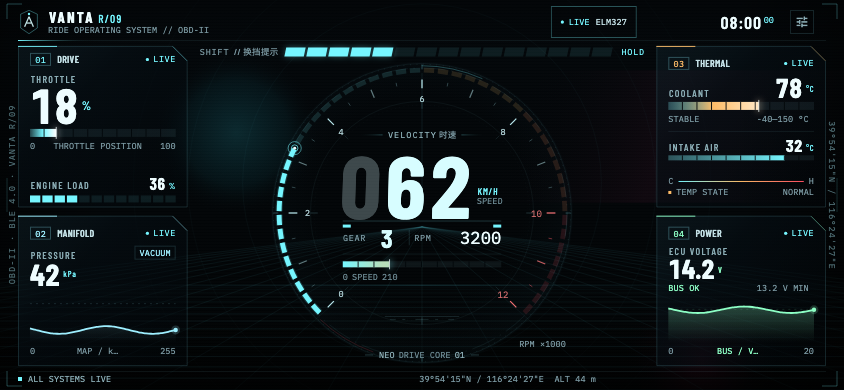 VANTA R/09
RIDE OPERATING SYSTEM // OBD-II
LIVE ELM327
08:00 00
SHIFT // 换挡提示
HOLD
01 DRIVE
LIVE
THROTTLE
18 %
0 THROTTLE POSITION 100
ENGINE LOAD 36 %
02 MANIFOLD
LIVE
PRESSURE
VACUUM
42 kPa
0 MAP / k… 255
ALL SYSTEMS LIVE
OBD-II · BLE 4.0 · VANTA R/09
VELOCITY 时速
062
KM/H
SPEED
GEAR 3
RPM 3200
0 SPEED 210
0
2
4
6
8
10
12
RPM ×1000
NEO DRIVE CORE 01
39°54′15″N / 116°24′27″E ALT 44 m
03 THERMAL
LIVE
COOLANT 78 °C
STABLE -40—150 °C
INTAKE AIR 32 °C
C H
TEMP STATE NORMAL
04 POWER
LIVE
ECU VOLTAGE
14.2 V
BUS OK 13.2 V MIN
0 BUS / V… 20
39°54′15″N / 116°24′27″E